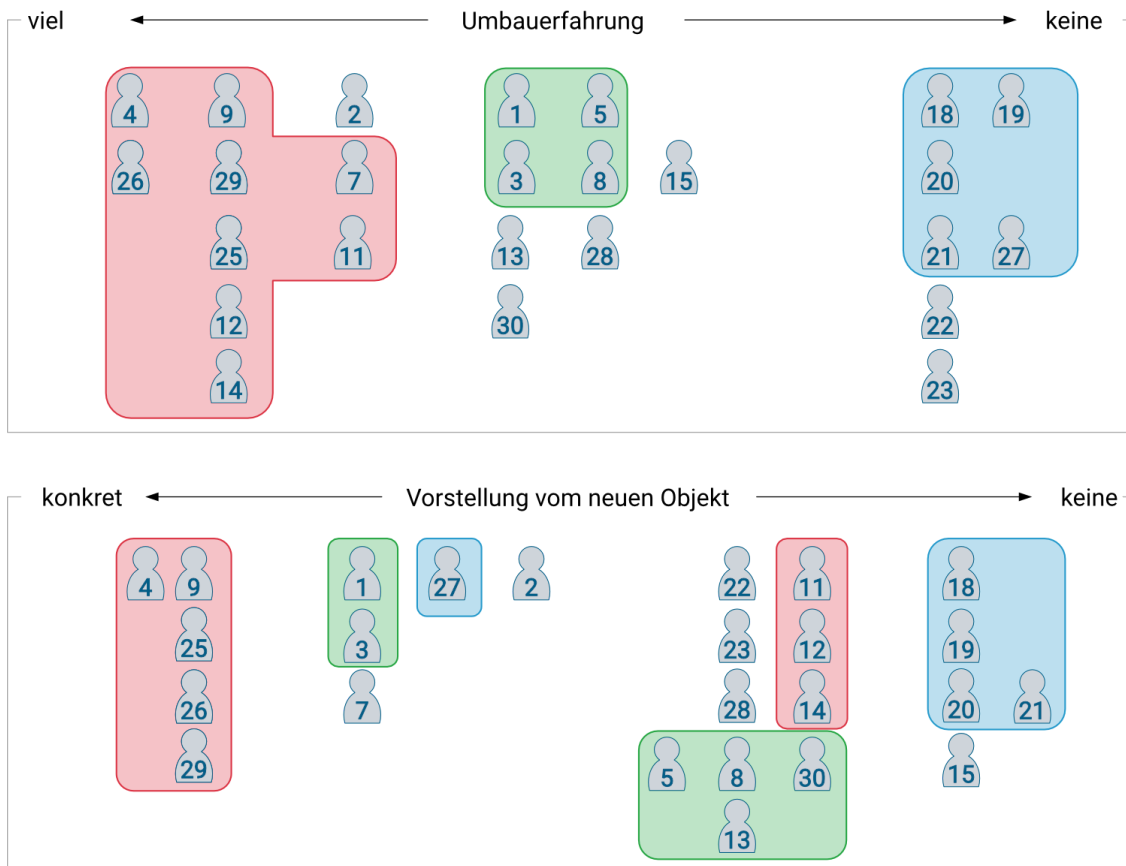 viel Umbauerfahrung keine
4 9 2 1 5 18 19
26 29 7 3 8 15 20
25 11 13 28 21 27
12 30 22
14 23
konkret Vorstellung vom neuen Objekt keine
4 9 1 27 2 22 11 18
25 3 23 12 19
26 7 28 14 20 21
29 5 8 30 15
13